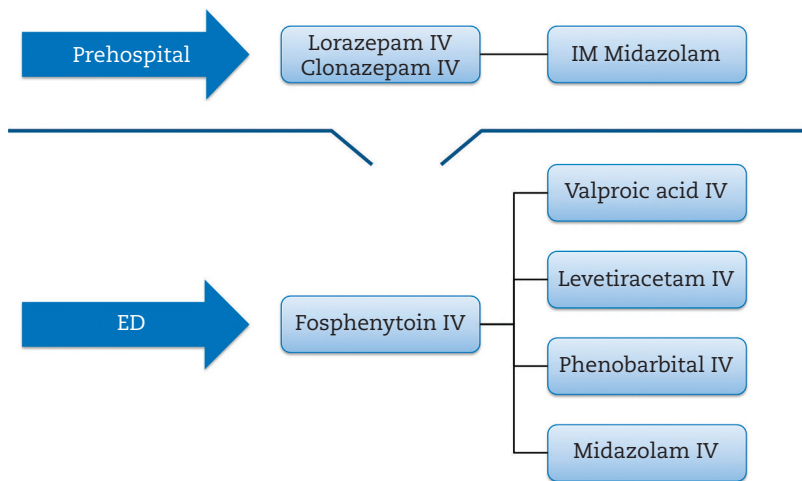 Prehospital
Lorazepam IV
Clonazepam IV
IM Midazolam
Valproic acid IV
Levetiracetam IV
ED
Fosphenytoin IV
Phenobarbital IV
Midazolam IV